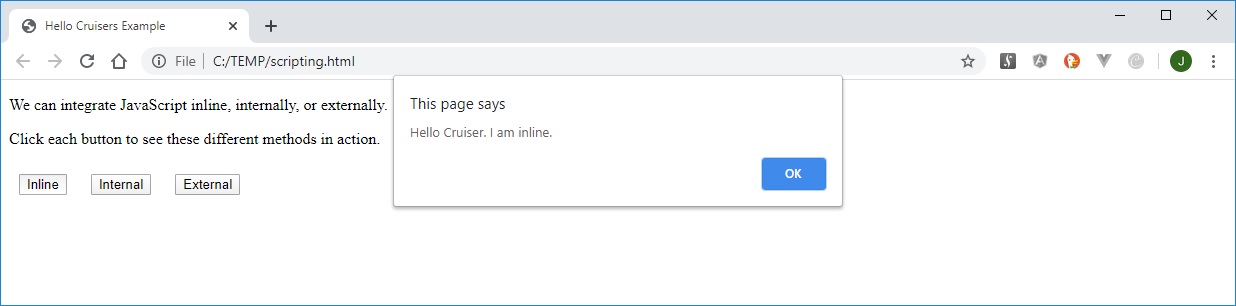 Hello Cruisers Example
File C:/TEMP/scripting.html
J
This page says
Hello Cruiser. I am inline.
OK
We can integrate JavaScript inline, internally, or externally.
Click each button to see these different methods in action.
Inline Internal External